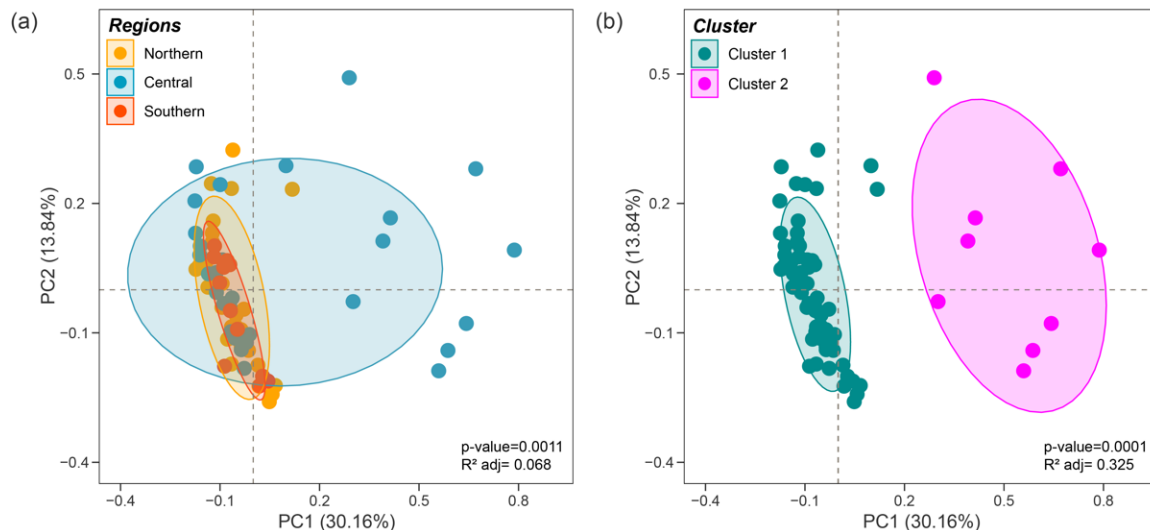 (a)
Regions
Northern
Central
Southern
0.5
0.2
−0.1
−0.4
PC2 (13.84%)
p-value=0.0011
R² adj= 0.068
−0.4
−0.1
0.2
0.5
0.8
PC1 (30.16%)
(b)
Cluster
Cluster 1
Cluster 2
0.5
0.2
−0.1
−0.4
PC2 (13.84%)
p-value=0.0001
R² adj= 0.325
−0.4
−0.1
0.2
0.5
0.8
PC1 (30.16%)